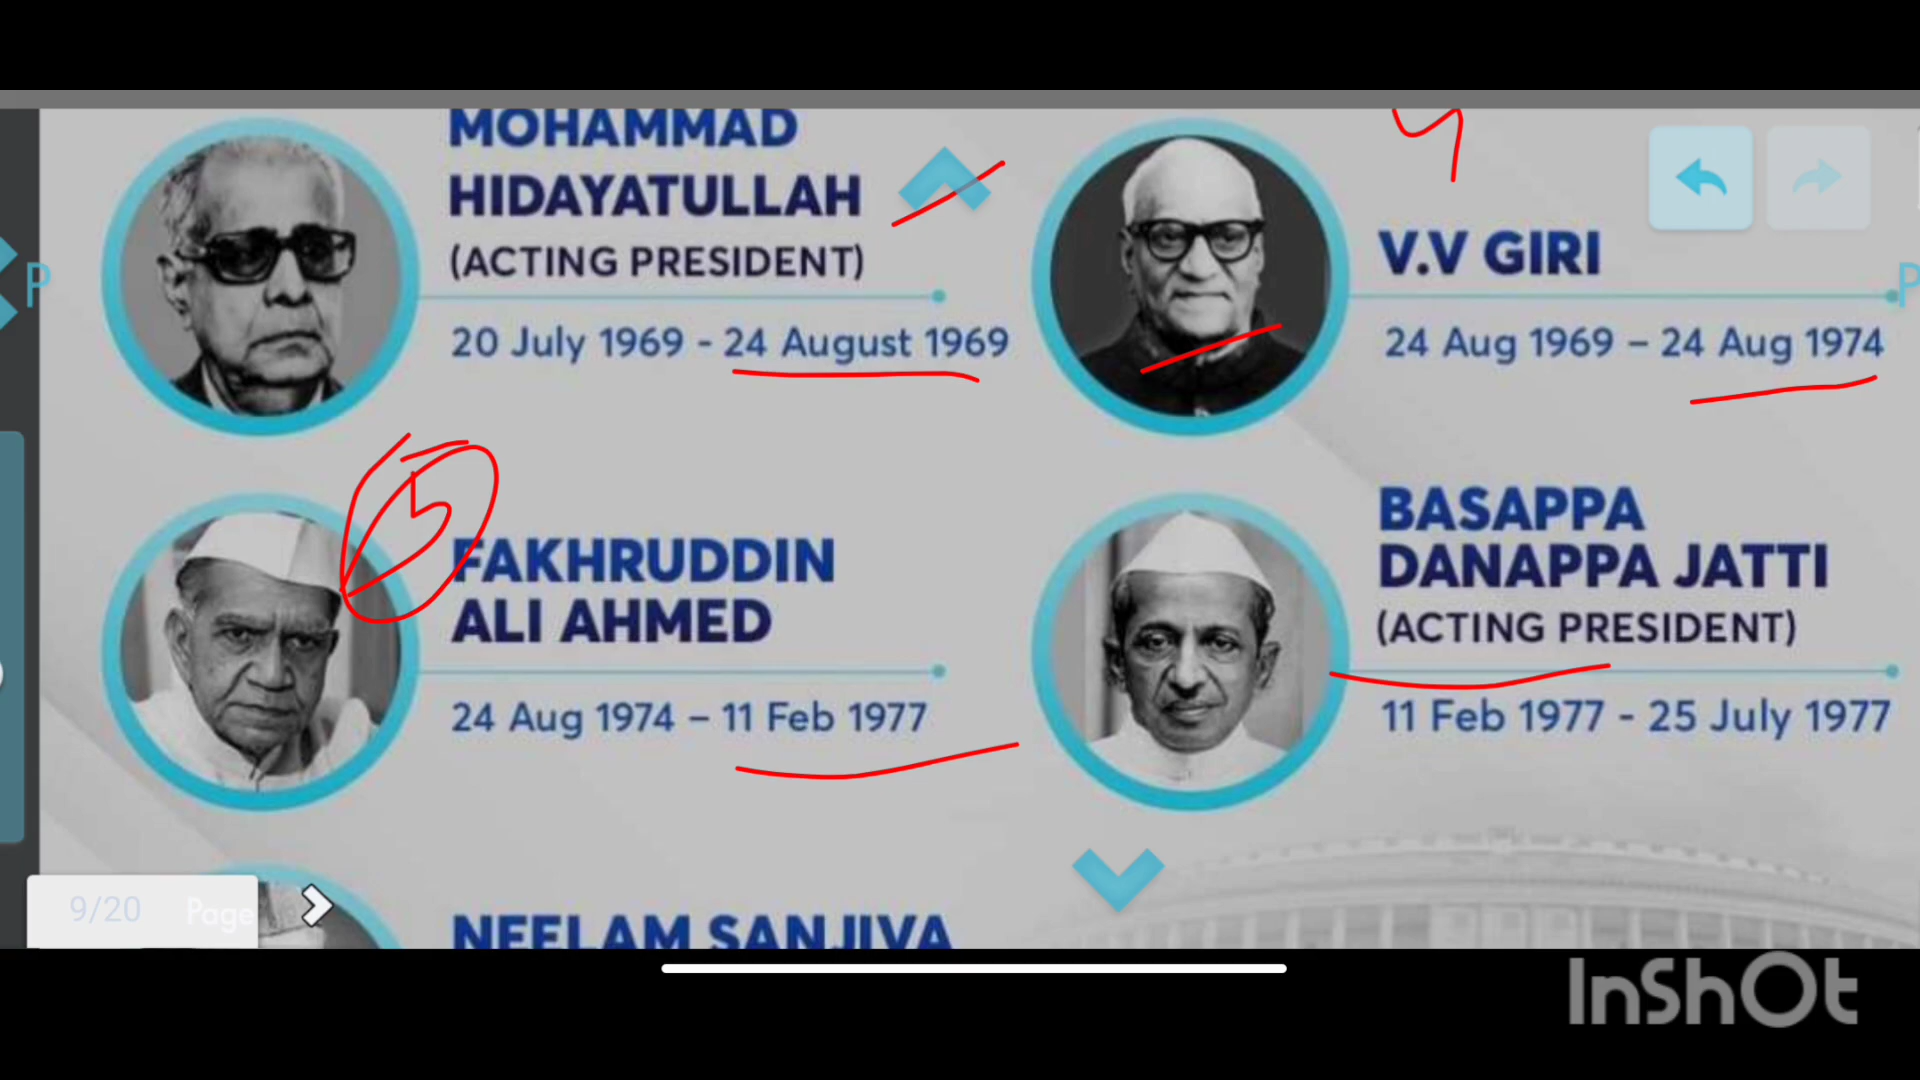 MOHAMMAD
HIDAYATULLAH
(ACTING PRESIDENT)
20 July 1969 - 24 August 1969
4
V.V GIRI
24 Aug 1969 – 24 Aug 1974
P
P
5
FAKHRUDDIN
ALI AHMED
24 Aug 1974 – 11 Feb 1977
BASAPPA
DANAPPA JATTI
(ACTING PRESIDENT)
11 Feb 1977 - 25 July 1977
9/20 Page
NEELAM SANJIVA
InShOt